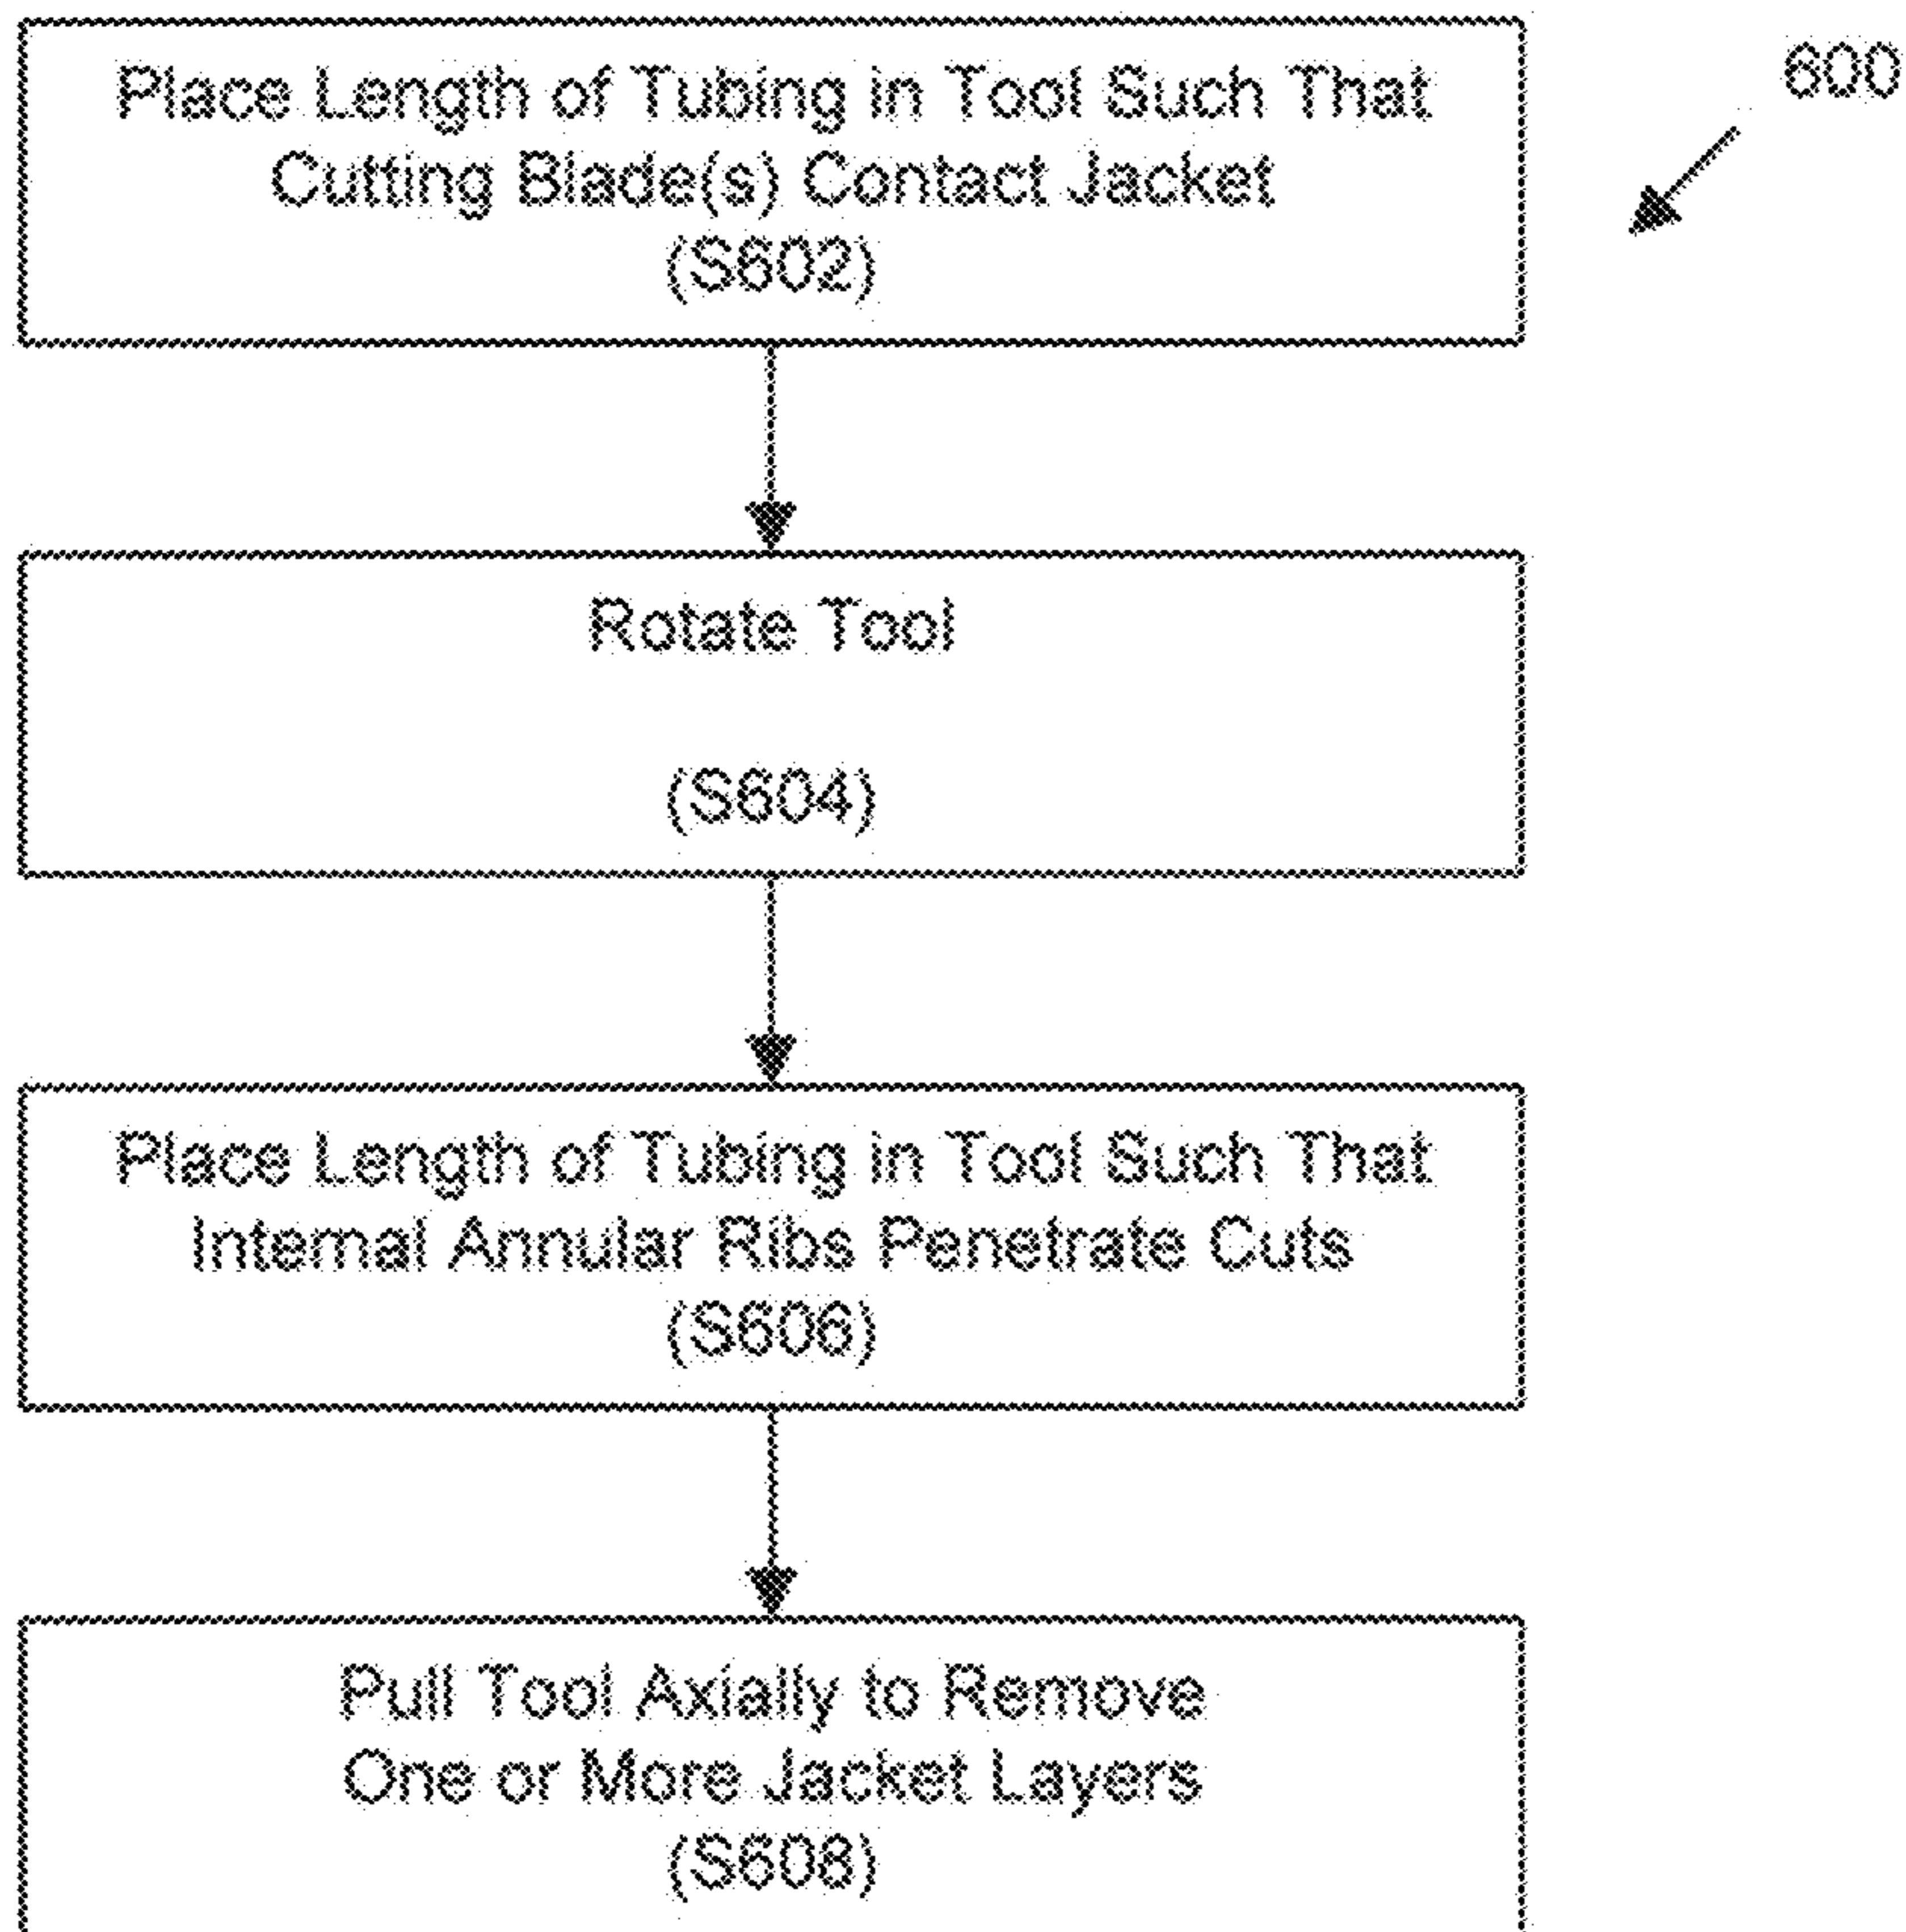 600
Place Length of Tubing in Tool Such That
Cutting Blade(s) Contact Jacket
(S602)
Rotate Tool
(S604)
Place Length of Tubing in Tool Such That
Internal Annular Ribs Penetrate Cuts
(S606)
Pull Tool Axially to Remove
One or More Jacket Layers
(S608)